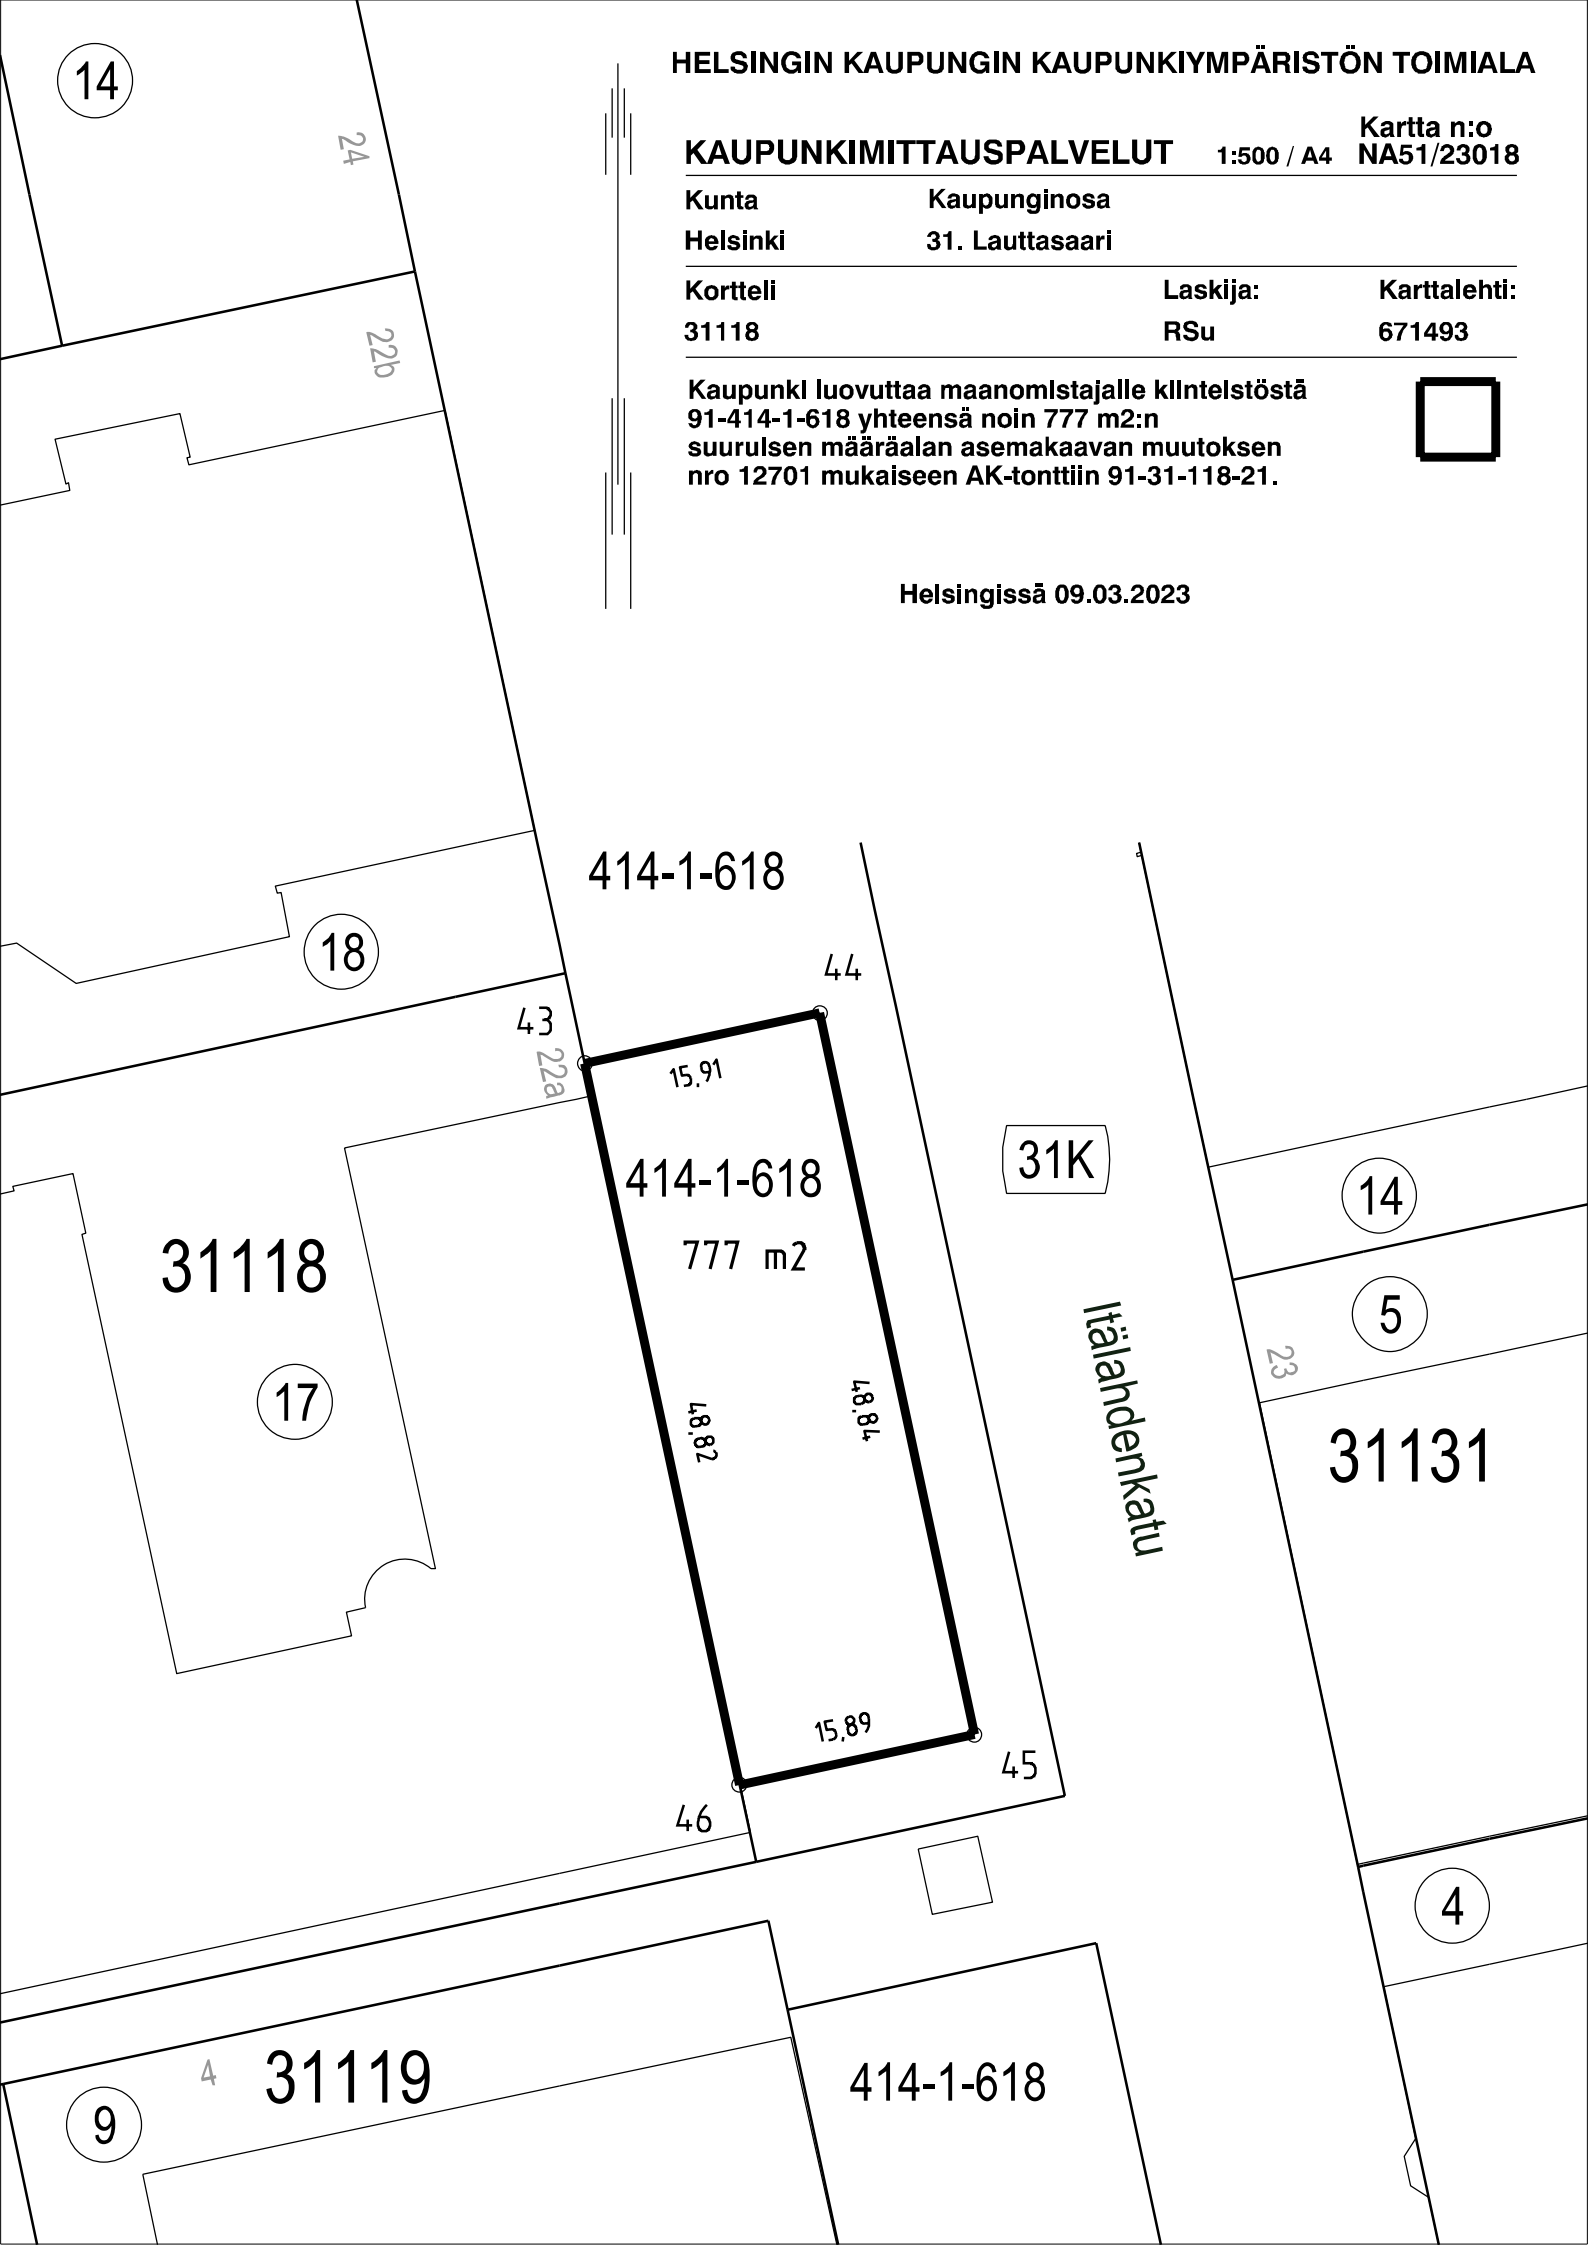 HELSINGIN KAUPUNGIN KAUPUNKIYMPÄRISTÖN TOIMIALA
Kartta n:o
KAUPUNKIMITTAUSPALVELUT 1:500 / A4 NA51/23018
Kunta Kaupunginosa
Helsinki 31. Lauttasaari
Kortteli Laskija: Karttalehti:
31118 RSu 671493
Kaupunki luovuttaa maanomistajalle kiinteistöstä
91-414-1-618 yhteensä noin 777 m2:n
suuruisen määräalan asemakaavan muutoksen
nro 12701 mukaiseen AK-tonttiin 91-31-118-21.
Helsingissä 09.03.2023
14
24
22b
414-1-618
18
44
43
22a
15,91
31K
414-1-618
14
31118
777 m2
5
23
Itälahdenkatu
17
48,82
48,84
31131
15,89
45
46
4
4
31119
414-1-618
9